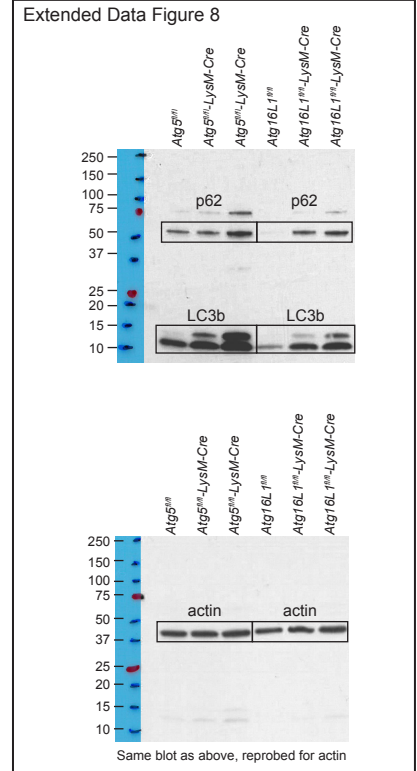 Extended Data Figure 8
Atg5fl/fl
Atg5fl/fl-LysM-Cre
Atg5fl/fl-LysM-Cre
Atg16L1fl/fl
Atg16L1fl/fl-LysM-Cre
Atg16L1fl/fl-LysM-Cre
250
150
100
75
p62 p62
50
37
25
20
LC3b LC3b
15
10
Atg5fl/fl
Atg5fl/fl-LysM-Cre
Atg5fl/fl-LysM-Cre
Atg16L1fl/fl
Atg16L1fl/fl-LysM-Cre
Atg16L1fl/fl-LysM-Cre
250
150
100
75
actin actin
50
37
25
20
15
10
Same blot as above, reprobed for actin